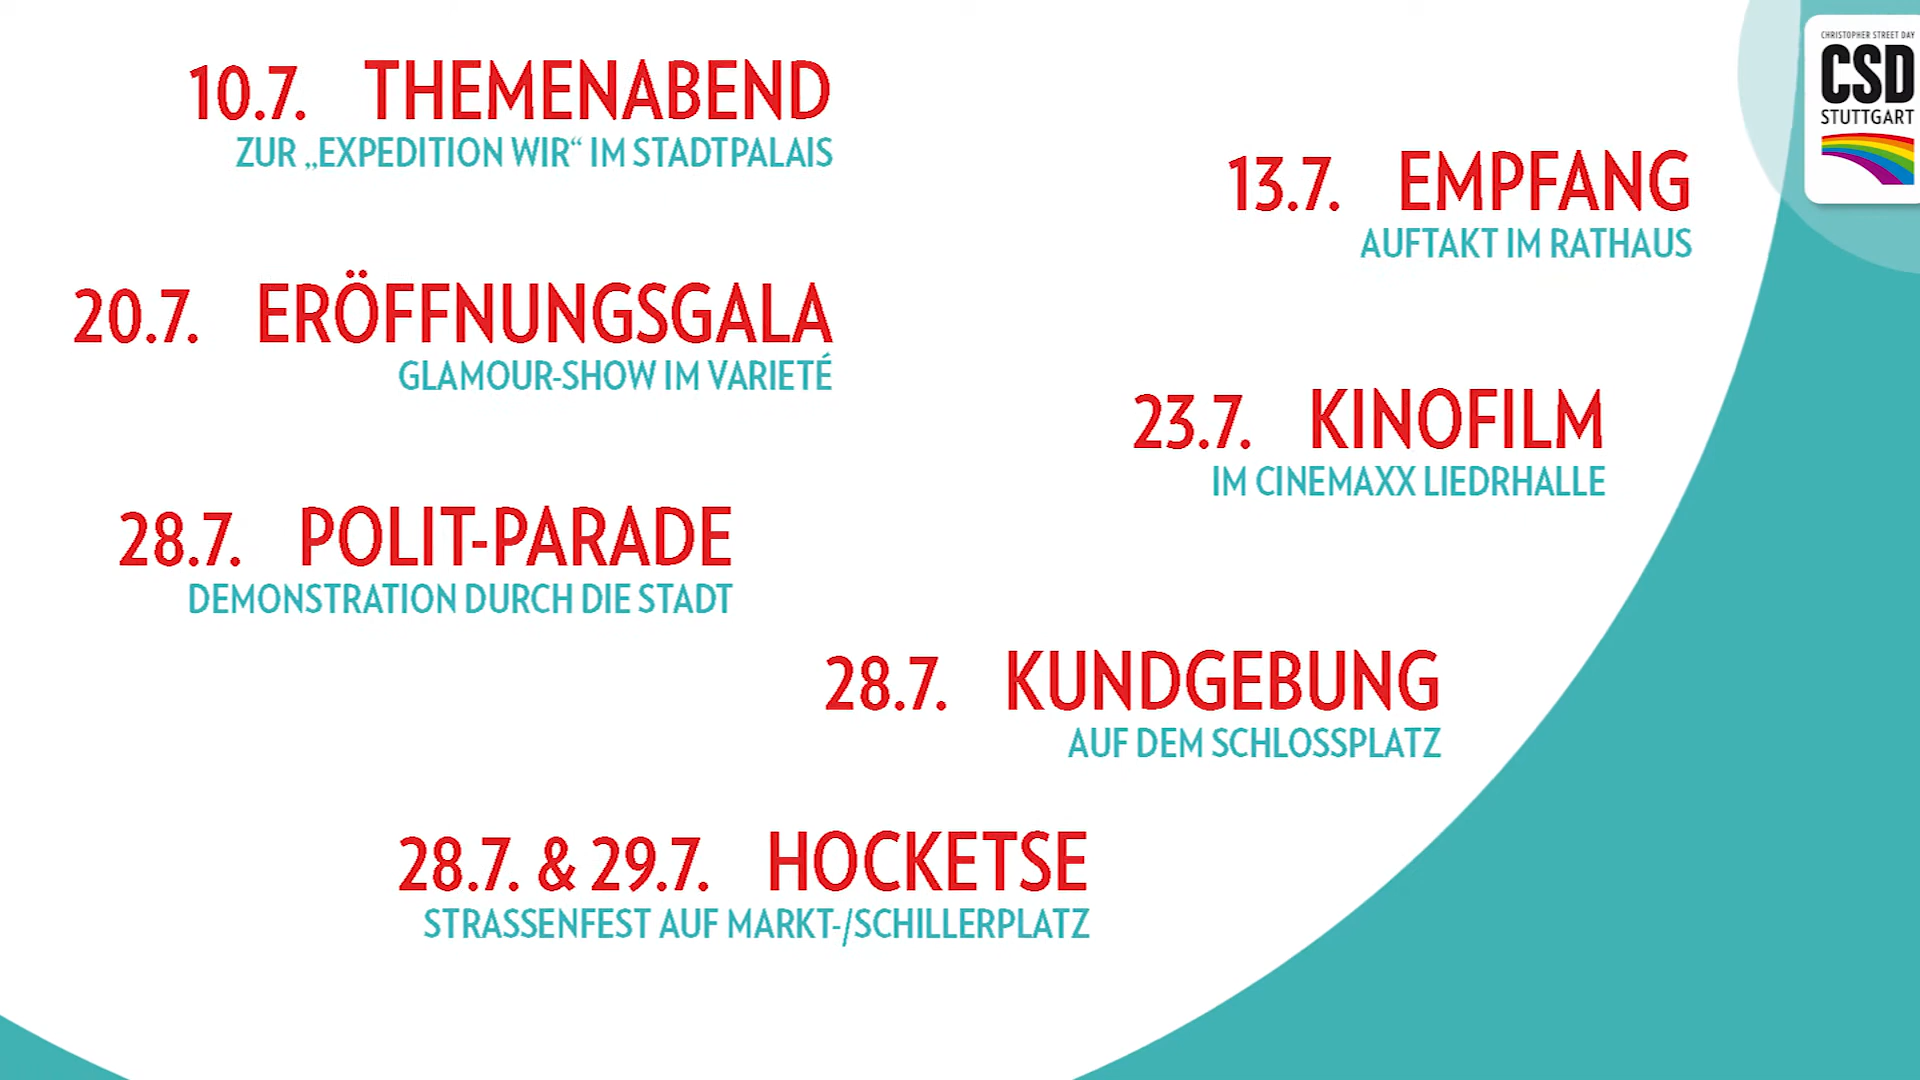 10.7. THEMENABEND
ZUR „EXPEDITION WIR“ IM STADTPALAIS
CHRISTOPHER STREET DAY
CSD
STUTTGART
13.7. EMPFANG
AUFTAKT IM RATHAUS
20.7. ERÖFFNUNGSGALA
GLAMOUR-SHOW IM VARIETÉ
23.7. KINOFILM
IM CINEMAXX LIEDRHALLE
28.7. POLIT-PARADE
DEMONSTRATION DURCH DIE STADT
28.7. KUNDGEBUNG
AUF DEM SCHLOSSPLATZ
28.7. & 29.7. HOCKETSE
STRASSENFEST AUF MARKT-/SCHILLERPLATZ